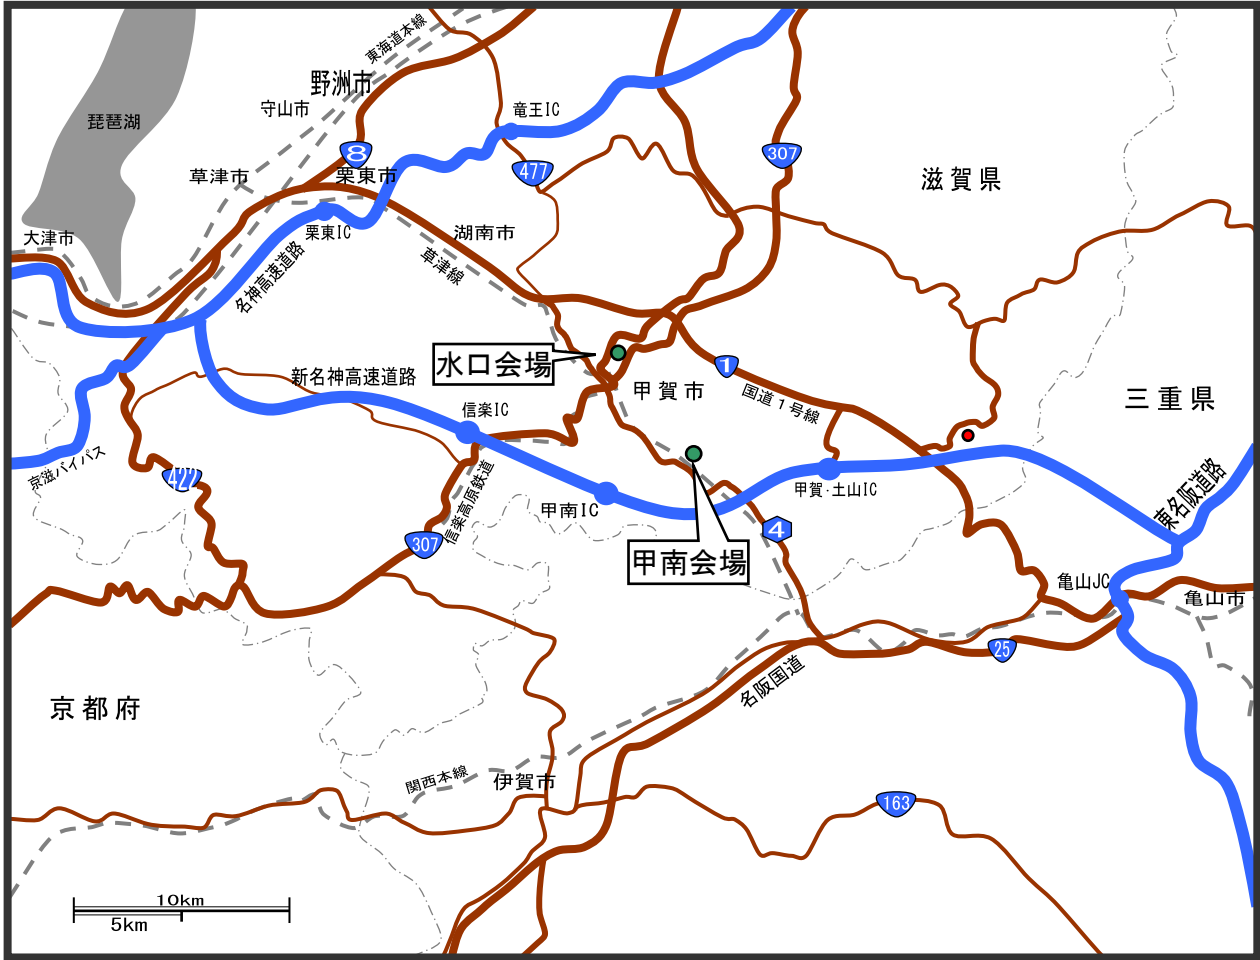 東海道本線
野洲市
守山市
竜王IC
琵琶湖
8
307
477
草津市
栗東市
滋賀県
大津市
栗東IC
湖南市
草津線
名神高速道路
水口会場
1
新名神高速道路
甲賀市
国道1号線
三重県
信楽IC
京滋バイパス
422
信楽高原鉄道
甲賀・土山IC
東名阪道路
甲南IC
4
307
甲南会場
亀山JC
亀山市
25
名阪国道
京都府
関西本線
伊賀市
163
10km
5km